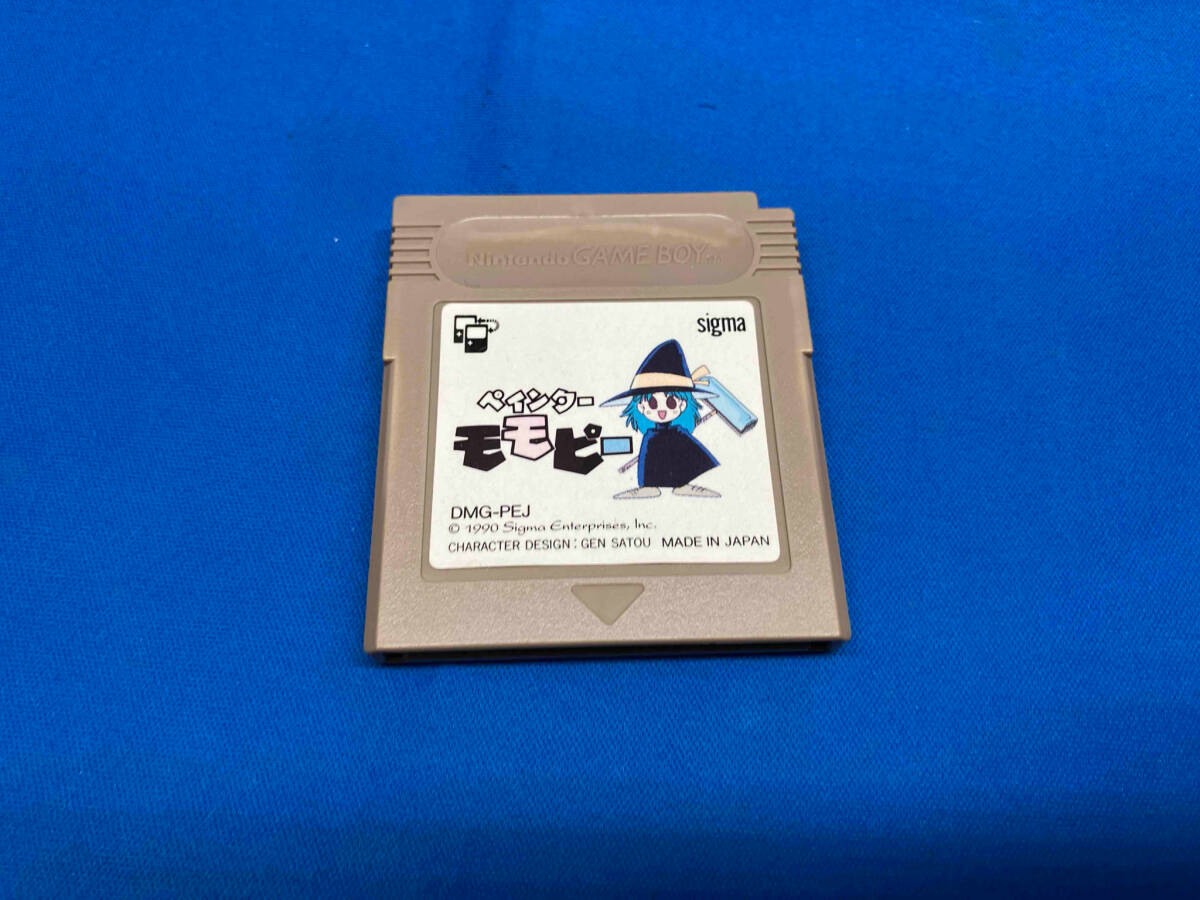 Nintendo GAME BOY
sigma
ペインター
モモピー
DMG-PEJ
© 1990 Sigma Enterprises, Inc.
CHARACTER DESIGN : GEN SATOU MADE IN JAPAN